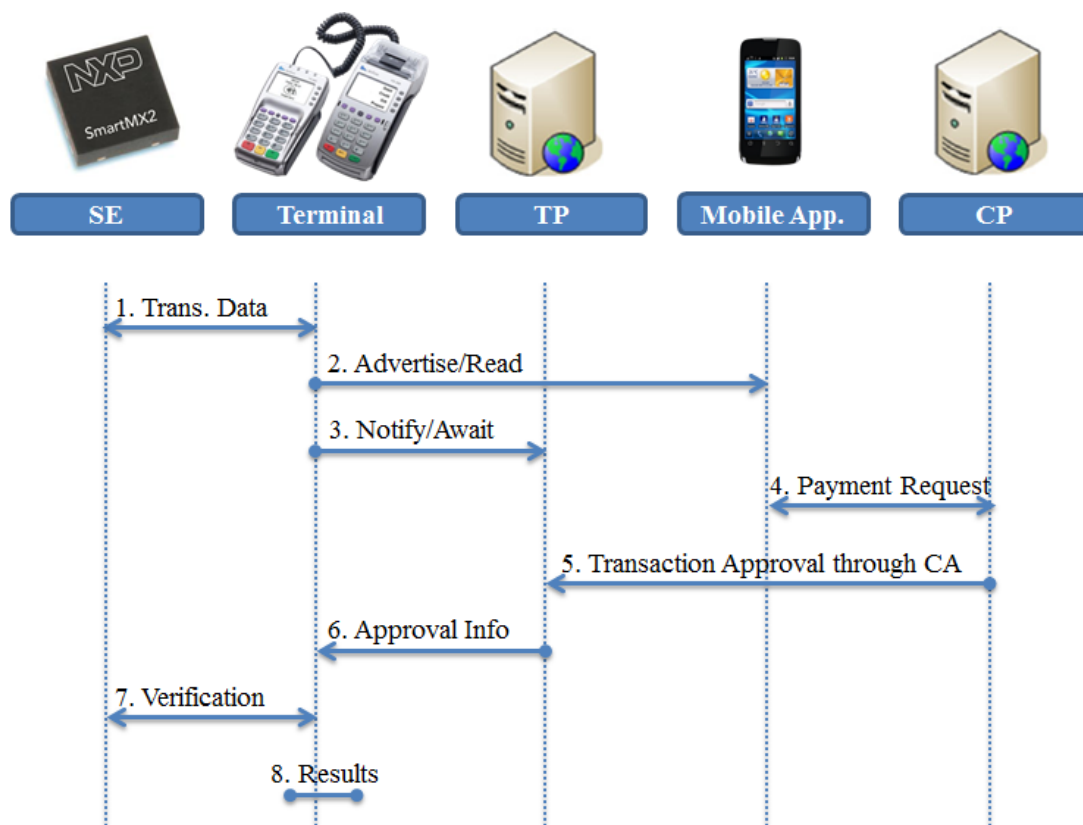 NXP
SmartMX2
SE
Terminal
TP
Mobile App.
CP
1. Trans. Data
2. Advertise/Read
3. Notify/Await
4. Payment Request
5. Transaction Approval through CA
6. Approval Info
7. Verification
8. Results